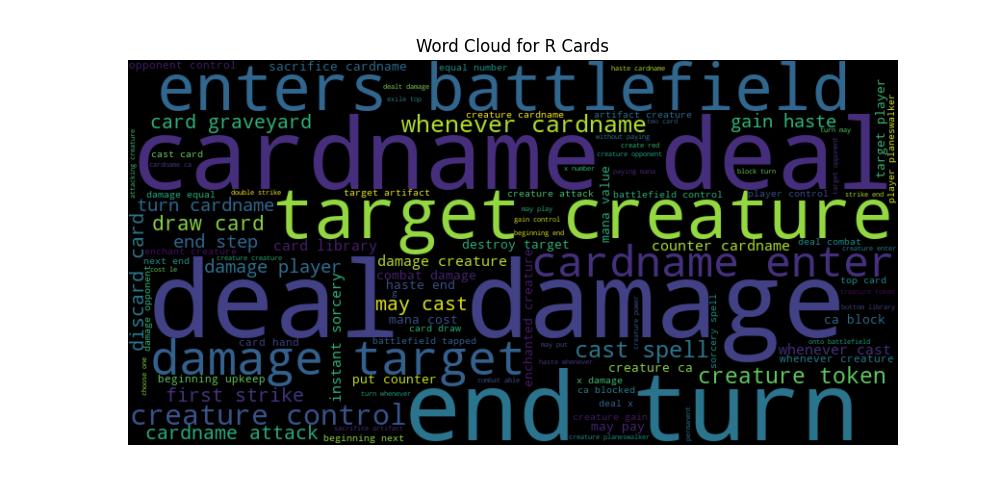 Word Cloud for R Cards
opponent control
sacrifice cardname
equal number
haste cardname
enters battlefield
dealt damage
exile top
creature cardname
artifact creature
two card
card graveyard
whenever cardname
gain haste
turn may
target player
player planeswalker
attacking creature
cardname deal
without paying
create red
creature opponent
cast card
cardname ca
x number
paying mana
block turn
target opponent
damage equal
double strike
target artifact
creature attack
battlefield control
player control
strike end
turn cardname
target creature
may play
gain control
beginning end
mana value
draw card
end step
card library
destroy target
counter cardname
deal combat
creature enter
enchant creature
next end
cost le
creature creature
damage player
damage creature
combat damage
haste end
cardname enter
top card
creature token
bottom library
discard card
damage opponent
deal damage
instant sorcery
may cast
mana cost
card draw
enchanted creature
creature power
sorcery spell
ca block
onto battlefield
card hand
battlefield tapped
may put
cast spell
whenever cast
whenever creature
haste whenever
damage target
choose one
beginning upkeep
put counter
combat able
x damage
creature ca
creature token
first strike
turn whenever
ca blocked
deal x
creature control
end turn
creature gain
may pay
permanent
cardname attack
sacrifice artifact
beginning next
creature planeswalker